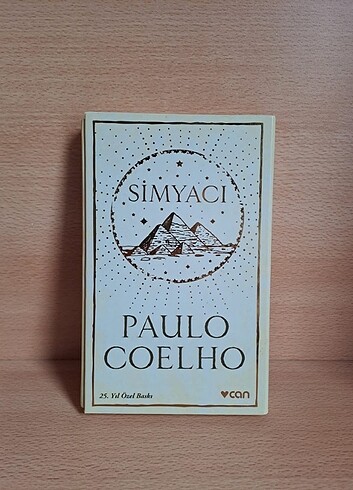 SİMYACI
PAULO
COELHO
25. Yıl Özel Baskı
can